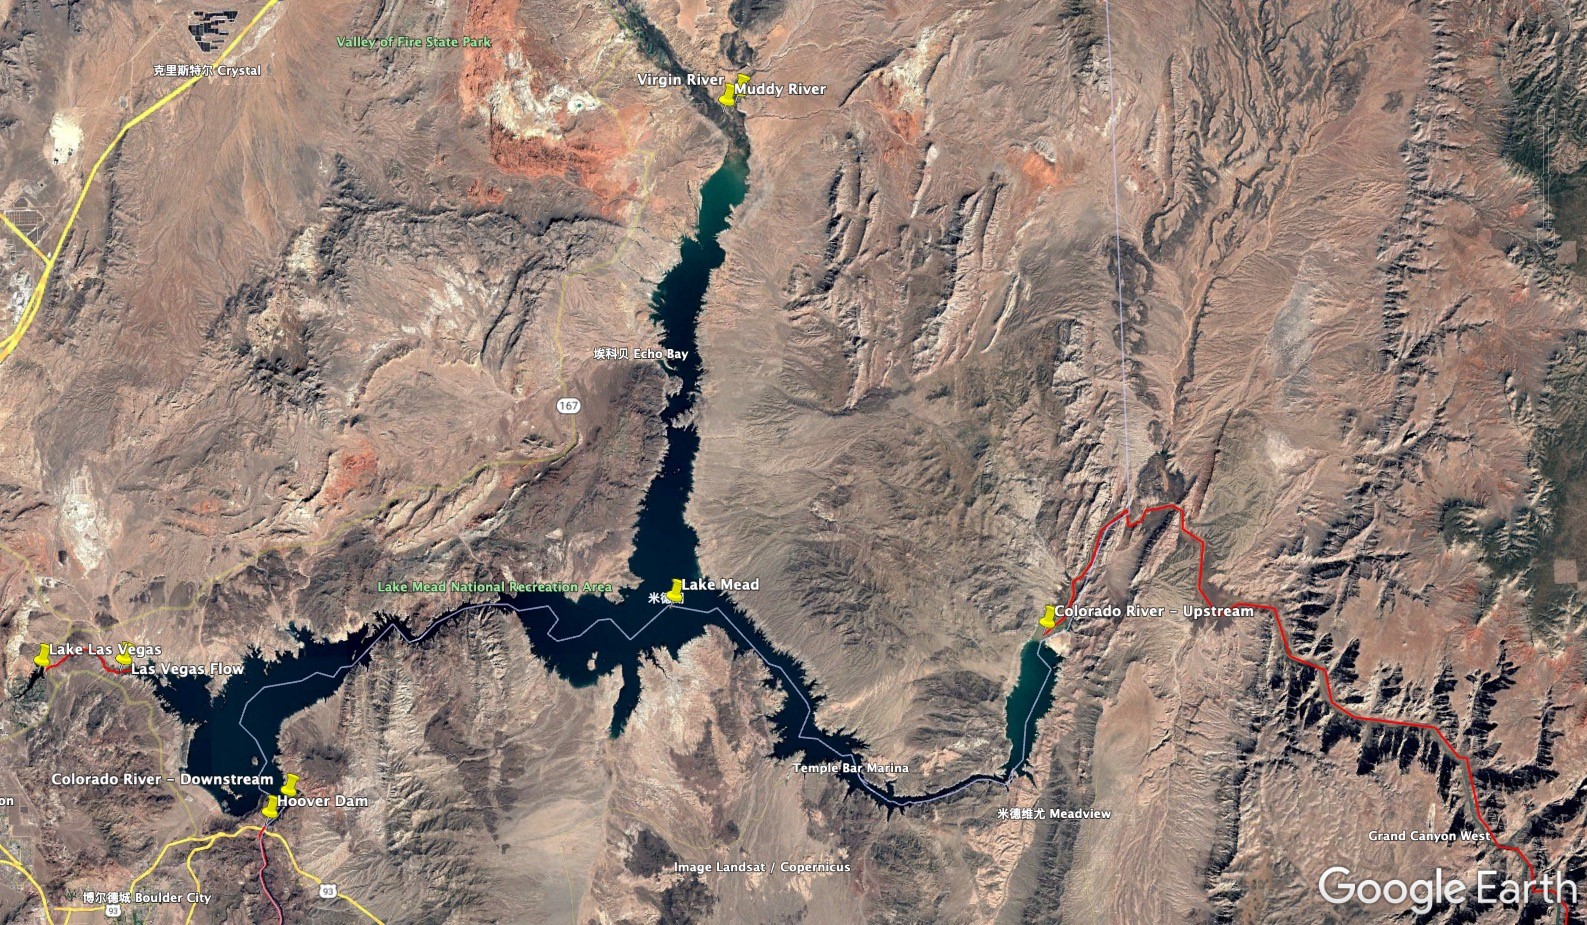 Valley of Fire State Park
克里斯特尔 Crystal
Virgin River
Muddy River
埃科贝 Echo Bay
167
Lake Mead
Lake Mead National Recreation Area
Colorado River - Upstream
Lake Las Vegas
Las Vegas Flow
Temple Bar Marina
Colorado River - Downstream
Hoover Dam
on
米德维尤 Meadview
Grand Canyon West
Image Landsat / Copernicus
93
Google Earth
博尔德城 Boulder City
93